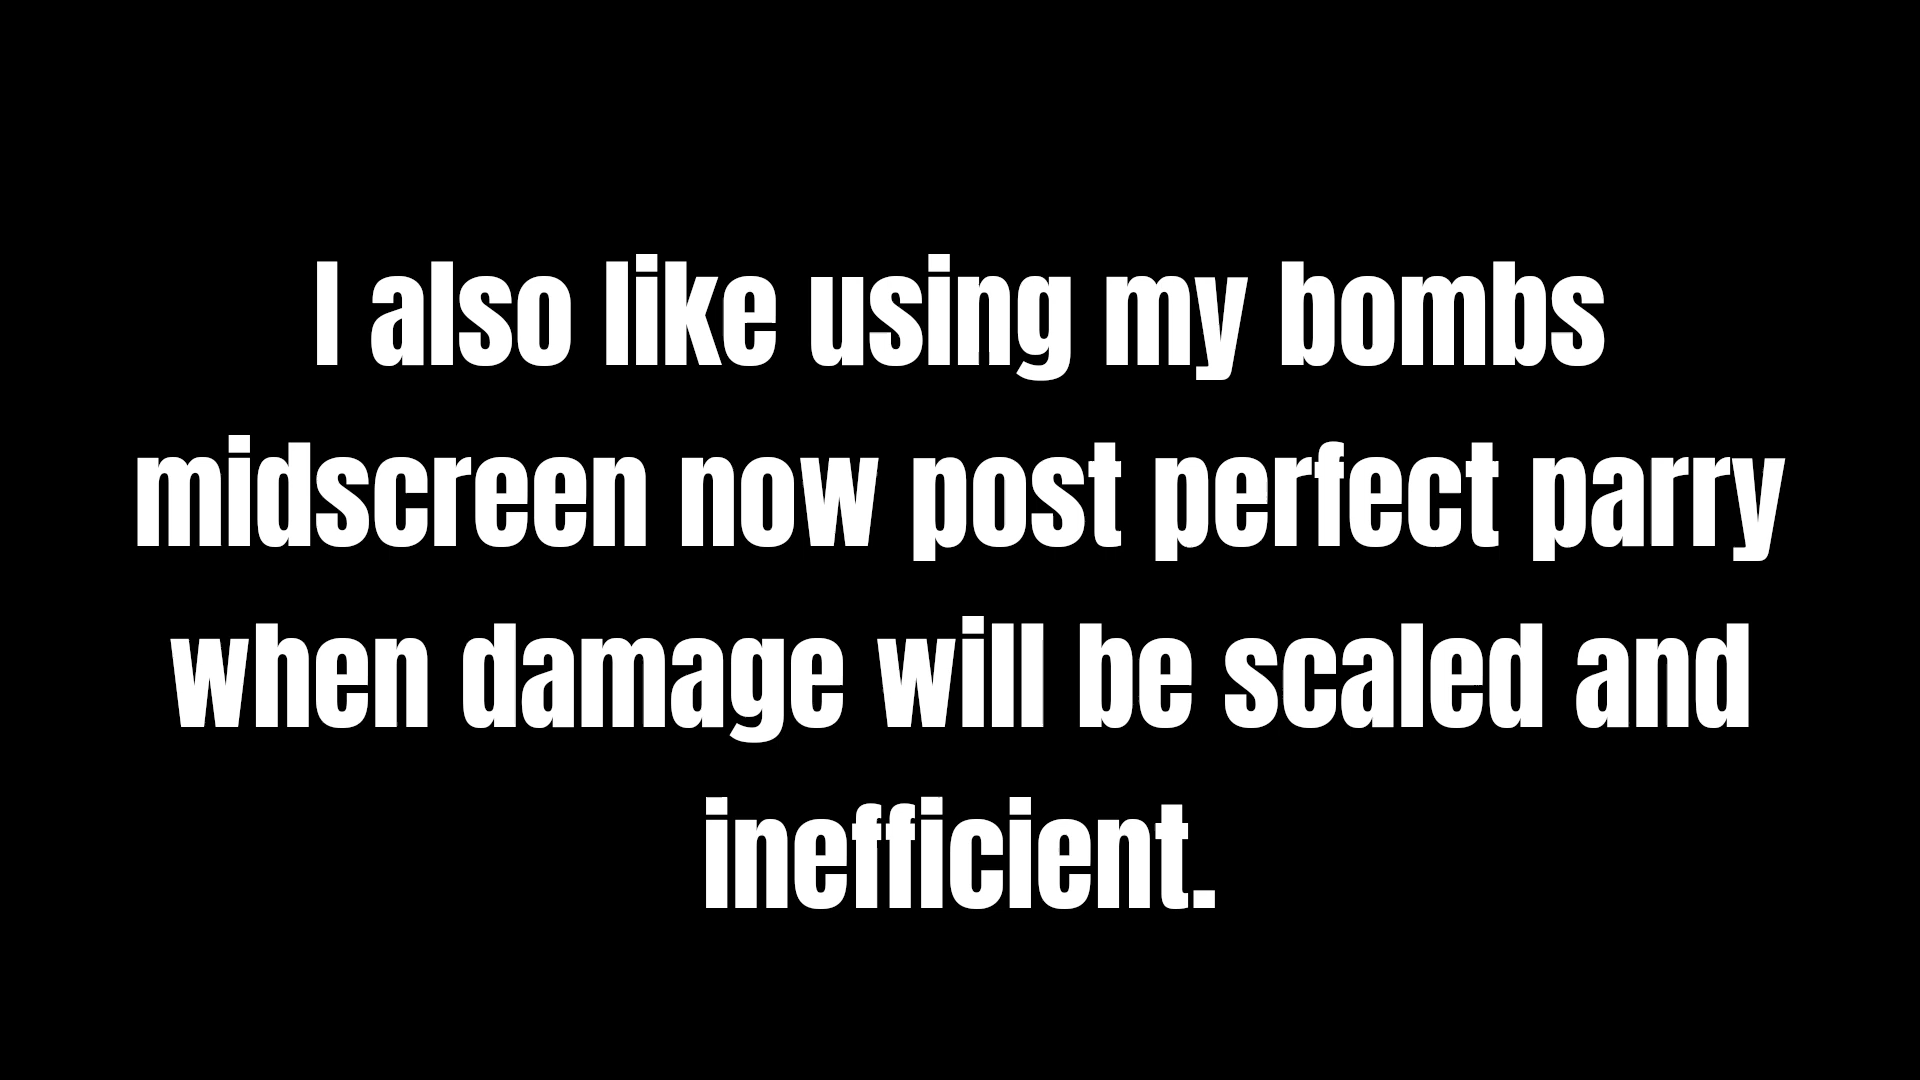 I also like using my bombs
midscreen now post perfect parry
when damage will be scaled and
inefficient.